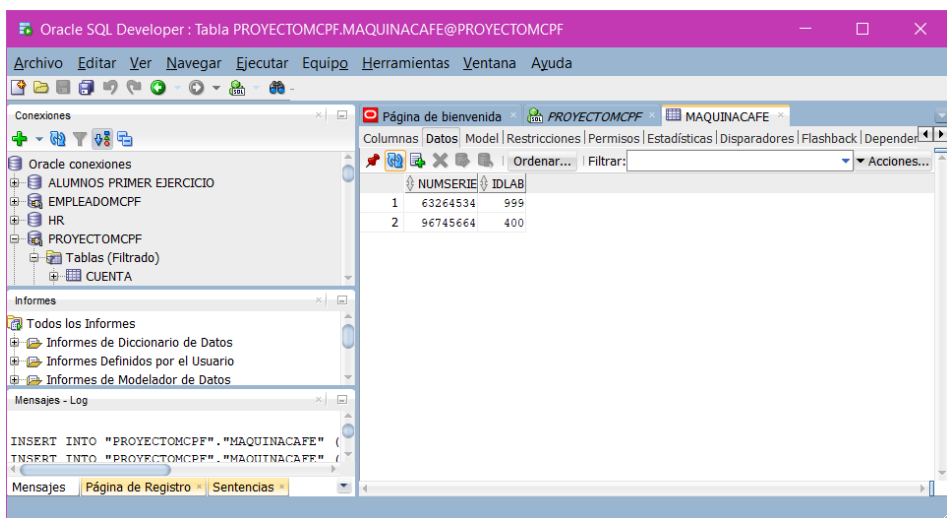 Oracle SQL Developer : Tabla PROYECTOMCPF.MAQUINACAFE@PROYECTOMCPF
Archivo Editar Ver Navegar Ejecutar Equipo Herramientas Ventana Ayuda
Conexiones
Oracle conexiones
ALUMNOS PRIMER EJERCICIO
EMPLEADOMCPF
HR
PROYECTOMCPF
Tablas (Filtrado)
CUENTA
Informes
Todos los Informes
Informes de Diccionario de Datos
Informes Definidos por el Usuario
Informes de Modelador de Datos
Mensajes - Log
INSERT INTO "PROYECTOMCPF"."MAQUINACAFE" (
INSERT INTO "PROYECTOMCPF"."MAQUINACAFE" (
Mensajes Página de Registro Sentencias
Página de bienvenida PROYECTOMCPF MAQUINACAFE
Columnas Datos Model Restricciones Permisos Estadísticas Disparadores Flashback Depender
Ordenar... Filtrar: Acciones...
NUMSERIE IDLAB
1 63264534 999
2 96745664 400